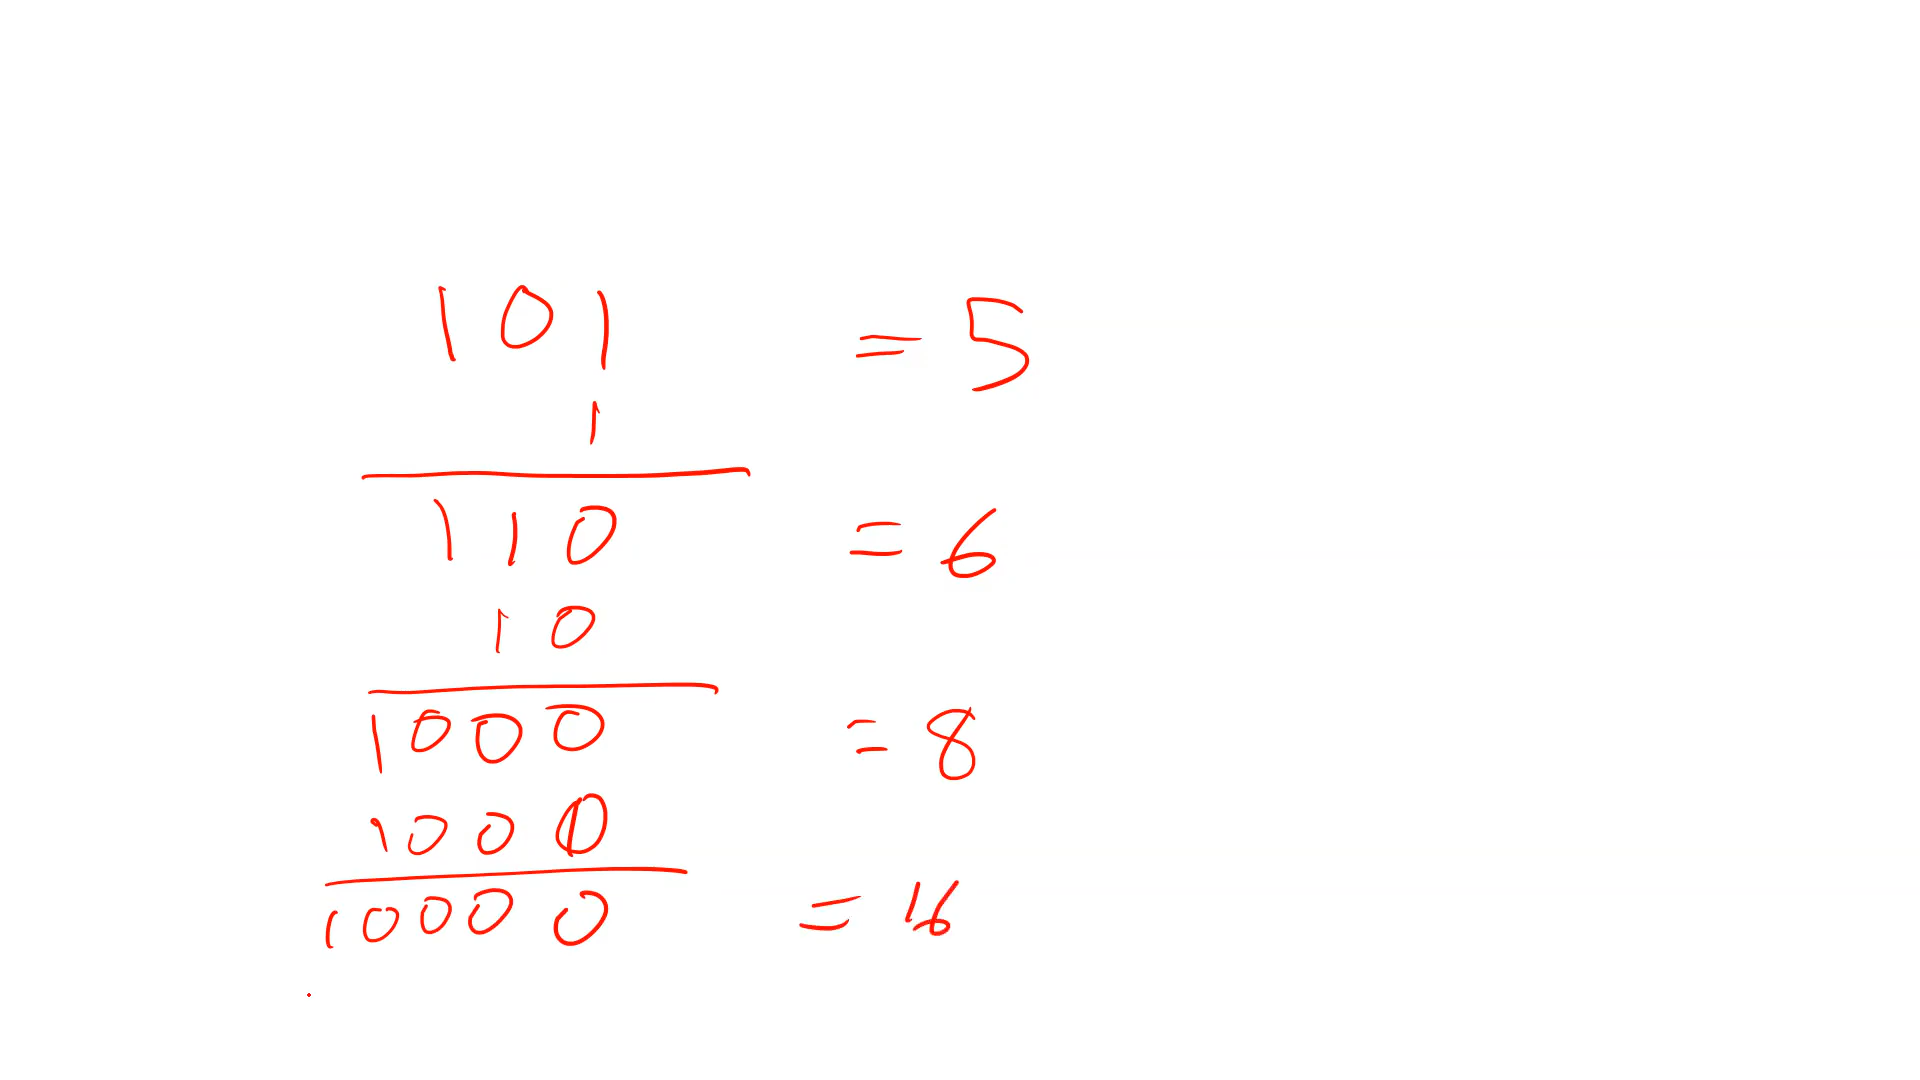 101 = 5
1
110 = 6
10
1000 = 8
1000
10000 = 16